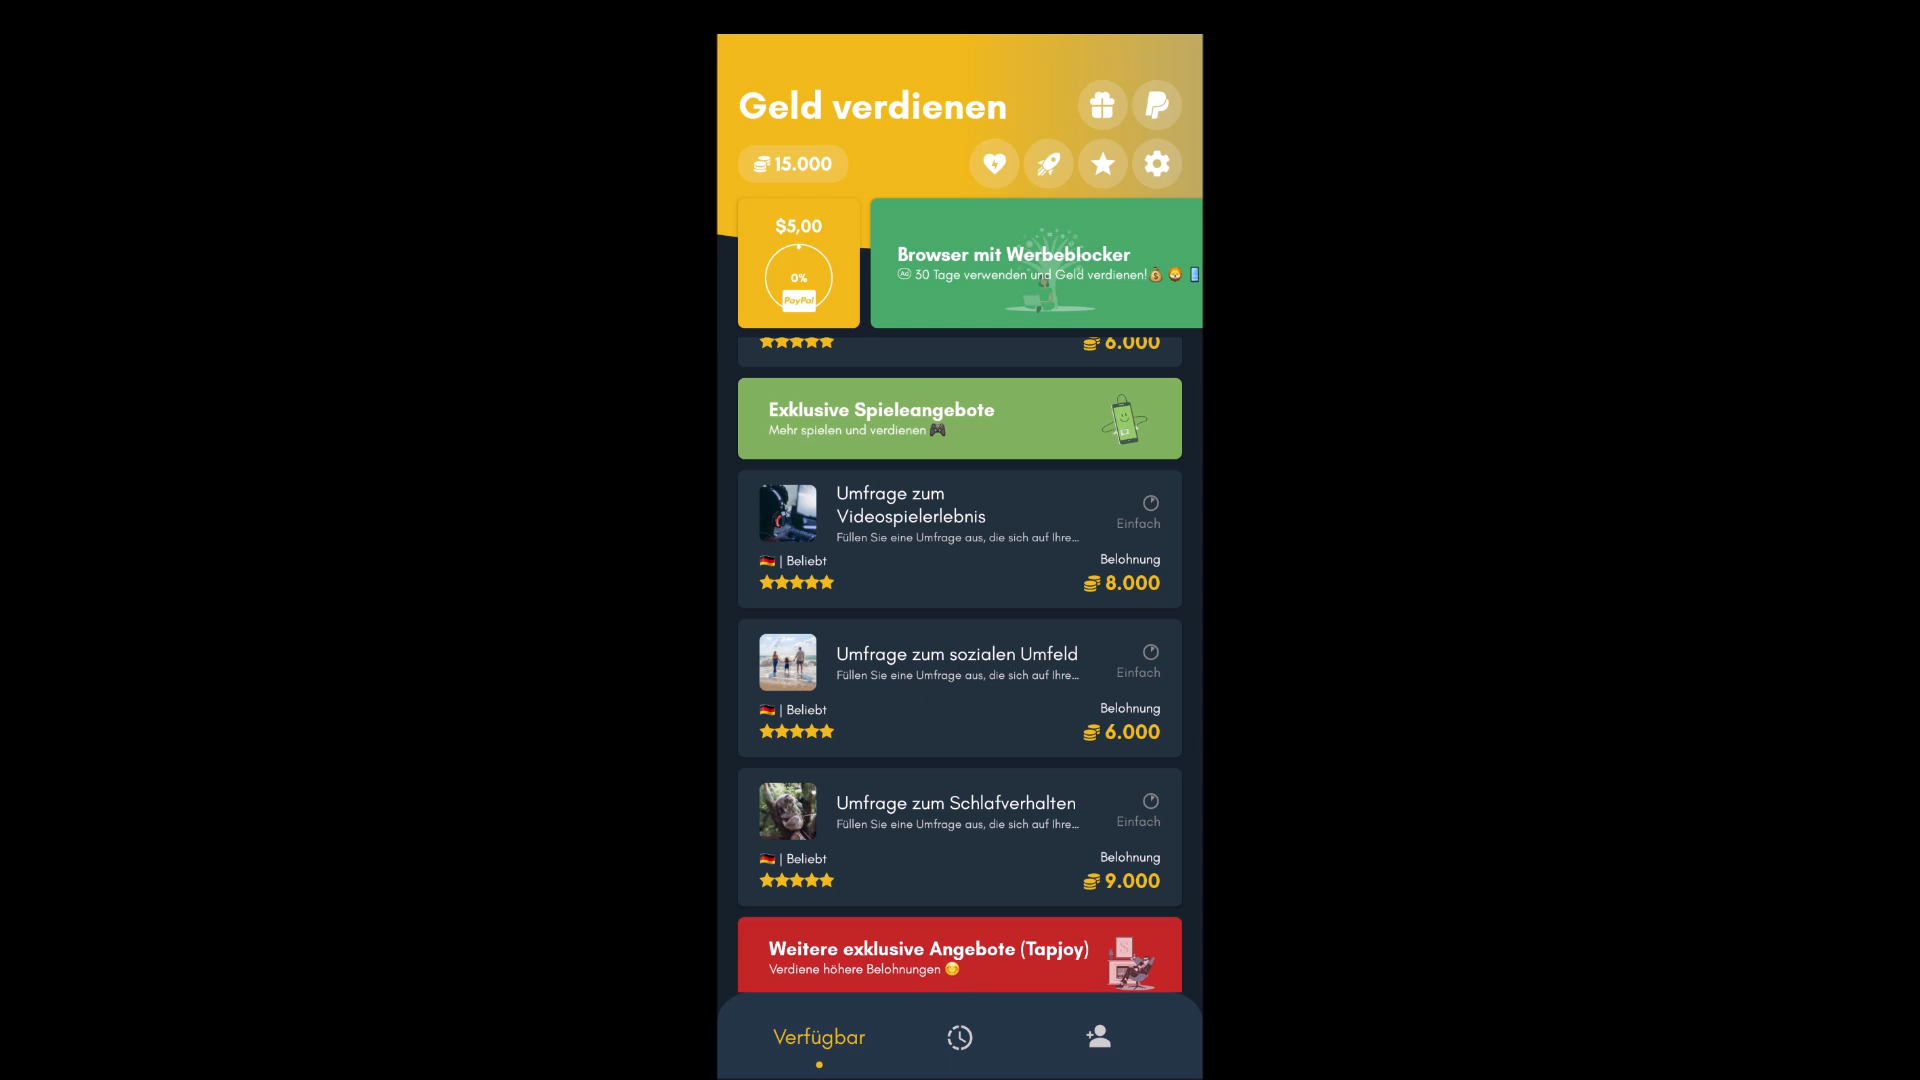 Geld verdienen
15.000
$5,00
0%
PayPal
Browser mit Werbeblocker
Ad 30 Tage verwenden und Geld verdienen!
6.000
Exklusive Spieleangebote
Mehr spielen und verdienen
Umfrage zum
Videospielerlebnis
Füllen Sie eine Umfrage aus, die sich auf Ihre...
Einfach
| Beliebt
Belohnung
8.000
Umfrage zum sozialen Umfeld
Füllen Sie eine Umfrage aus, die sich auf Ihre...
Einfach
| Beliebt
Belohnung
6.000
Umfrage zum Schlafverhalten
Füllen Sie eine Umfrage aus, die sich auf Ihre...
Einfach
| Beliebt
Belohnung
9.000
Weitere exklusive Angebote (Tapjoy)
Verdiene höhere Belohnungen
Verfügbar